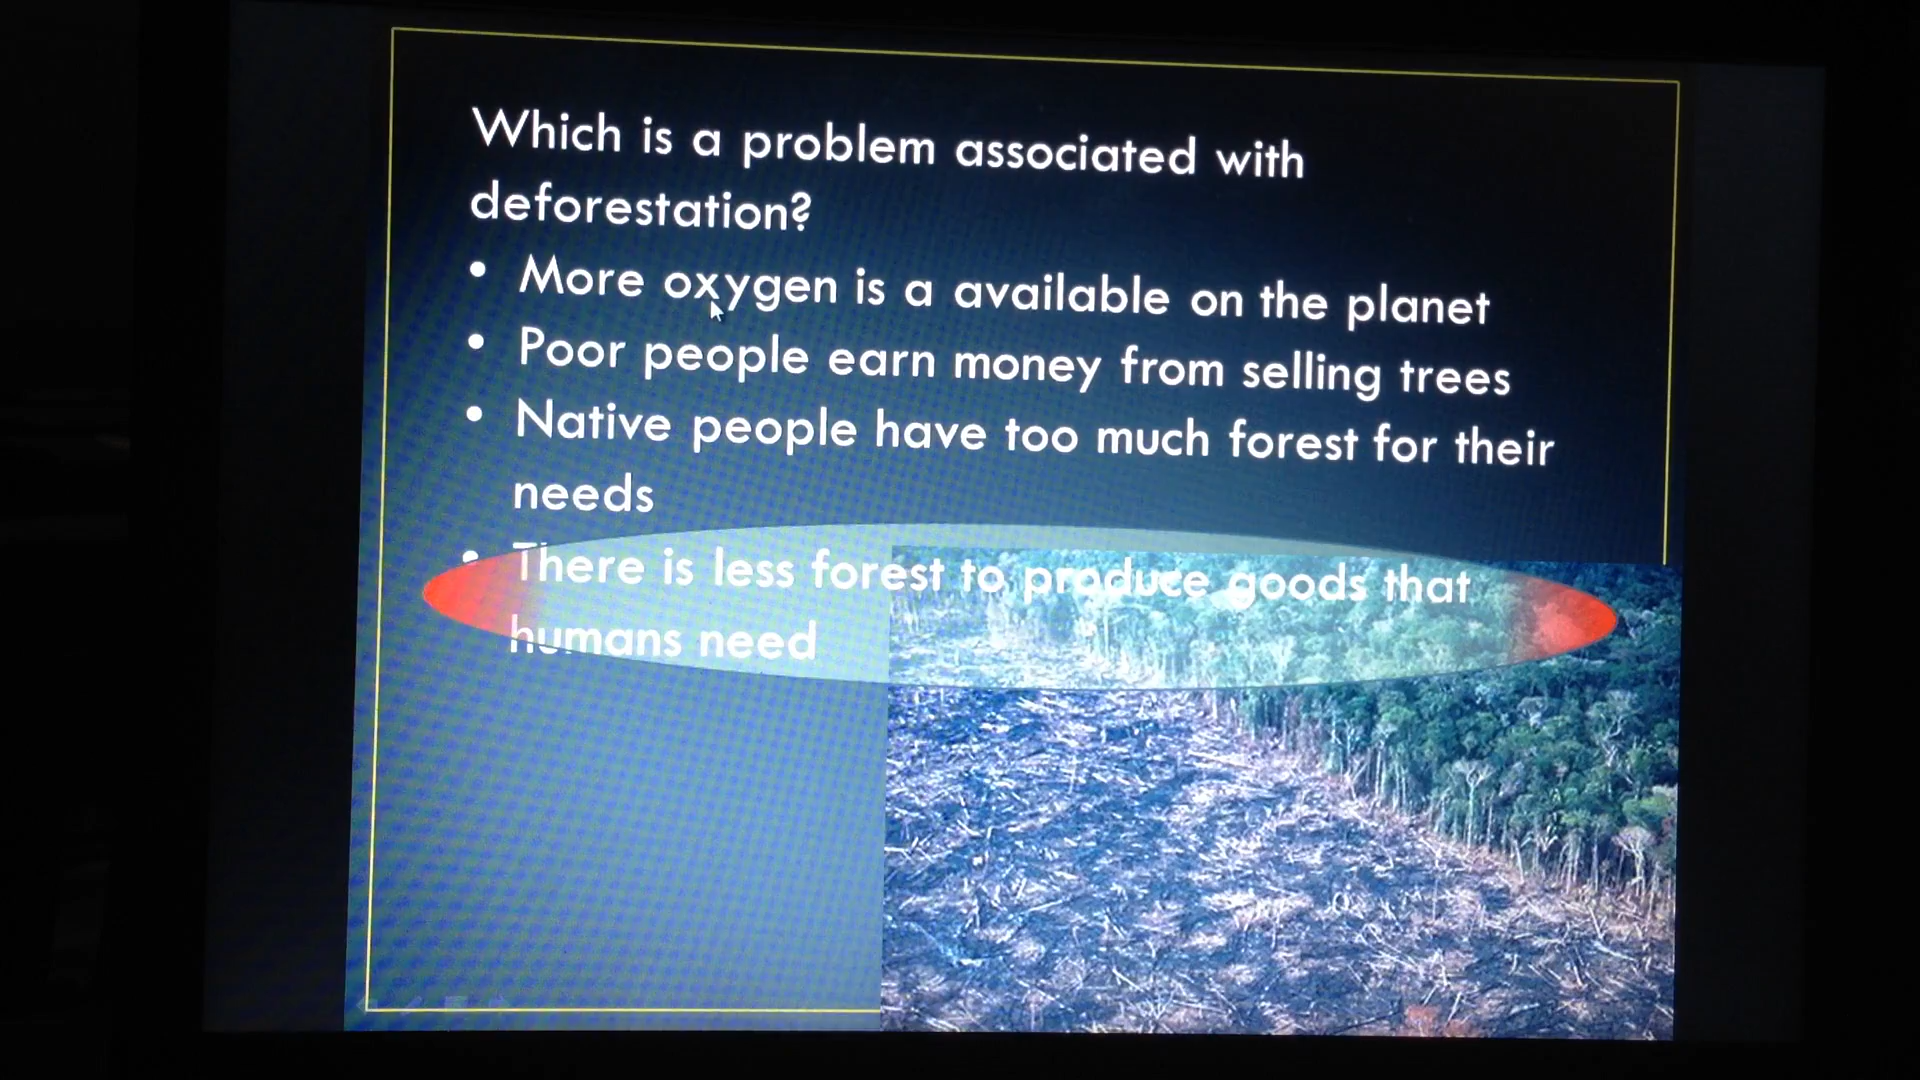 Which is a problem associated with
deforestation?
• More oxygen is a available on the planet
• Poor people earn money from selling trees
• Native people have too much forest for their
needs
• There is less forest to produce goods that
humans need